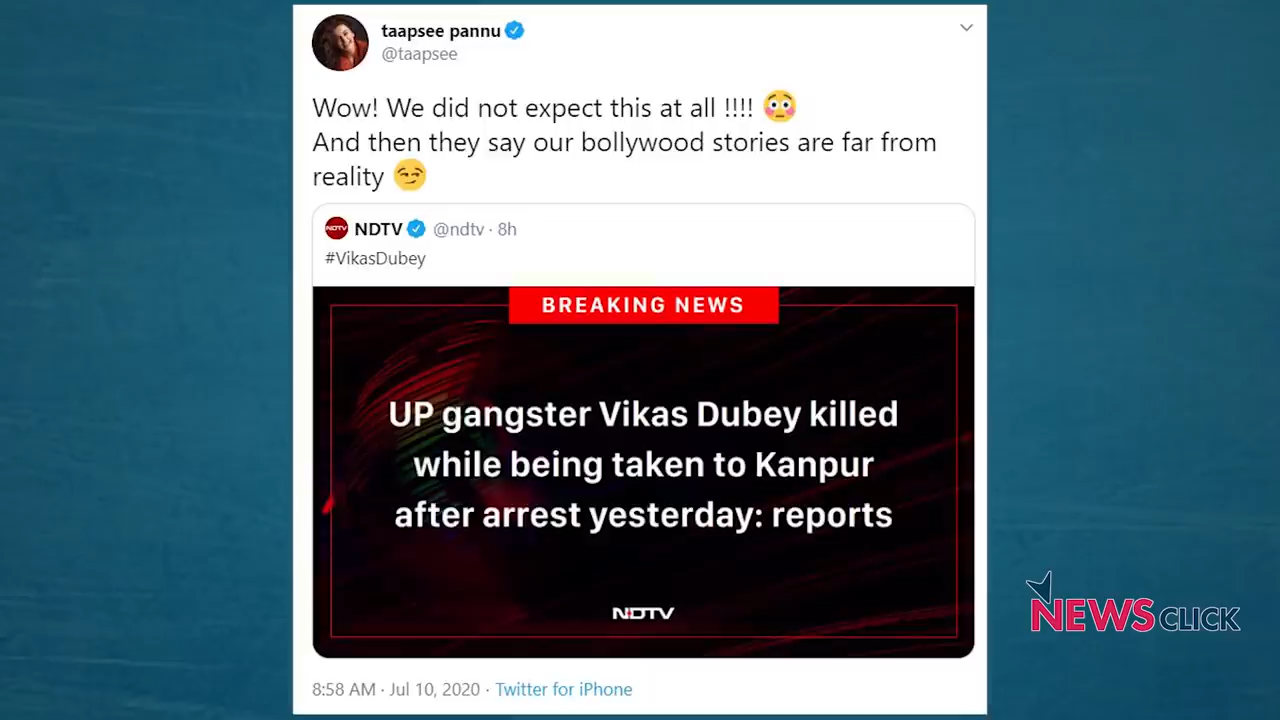 taapsee pannu
@taapsee
Wow! We did not expect this at all !!!! 😳
And then they say our bollywood stories are far from
reality 😏
NDTV
NDTV @ndtv · 8h
#VikasDubey
BREAKING NEWS
UP gangster Vikas Dubey killed
while being taken to Kanpur
after arrest yesterday: reports
NDTV
8:58 AM · Jul 10, 2020 · Twitter for iPhone
NEWSCLICK